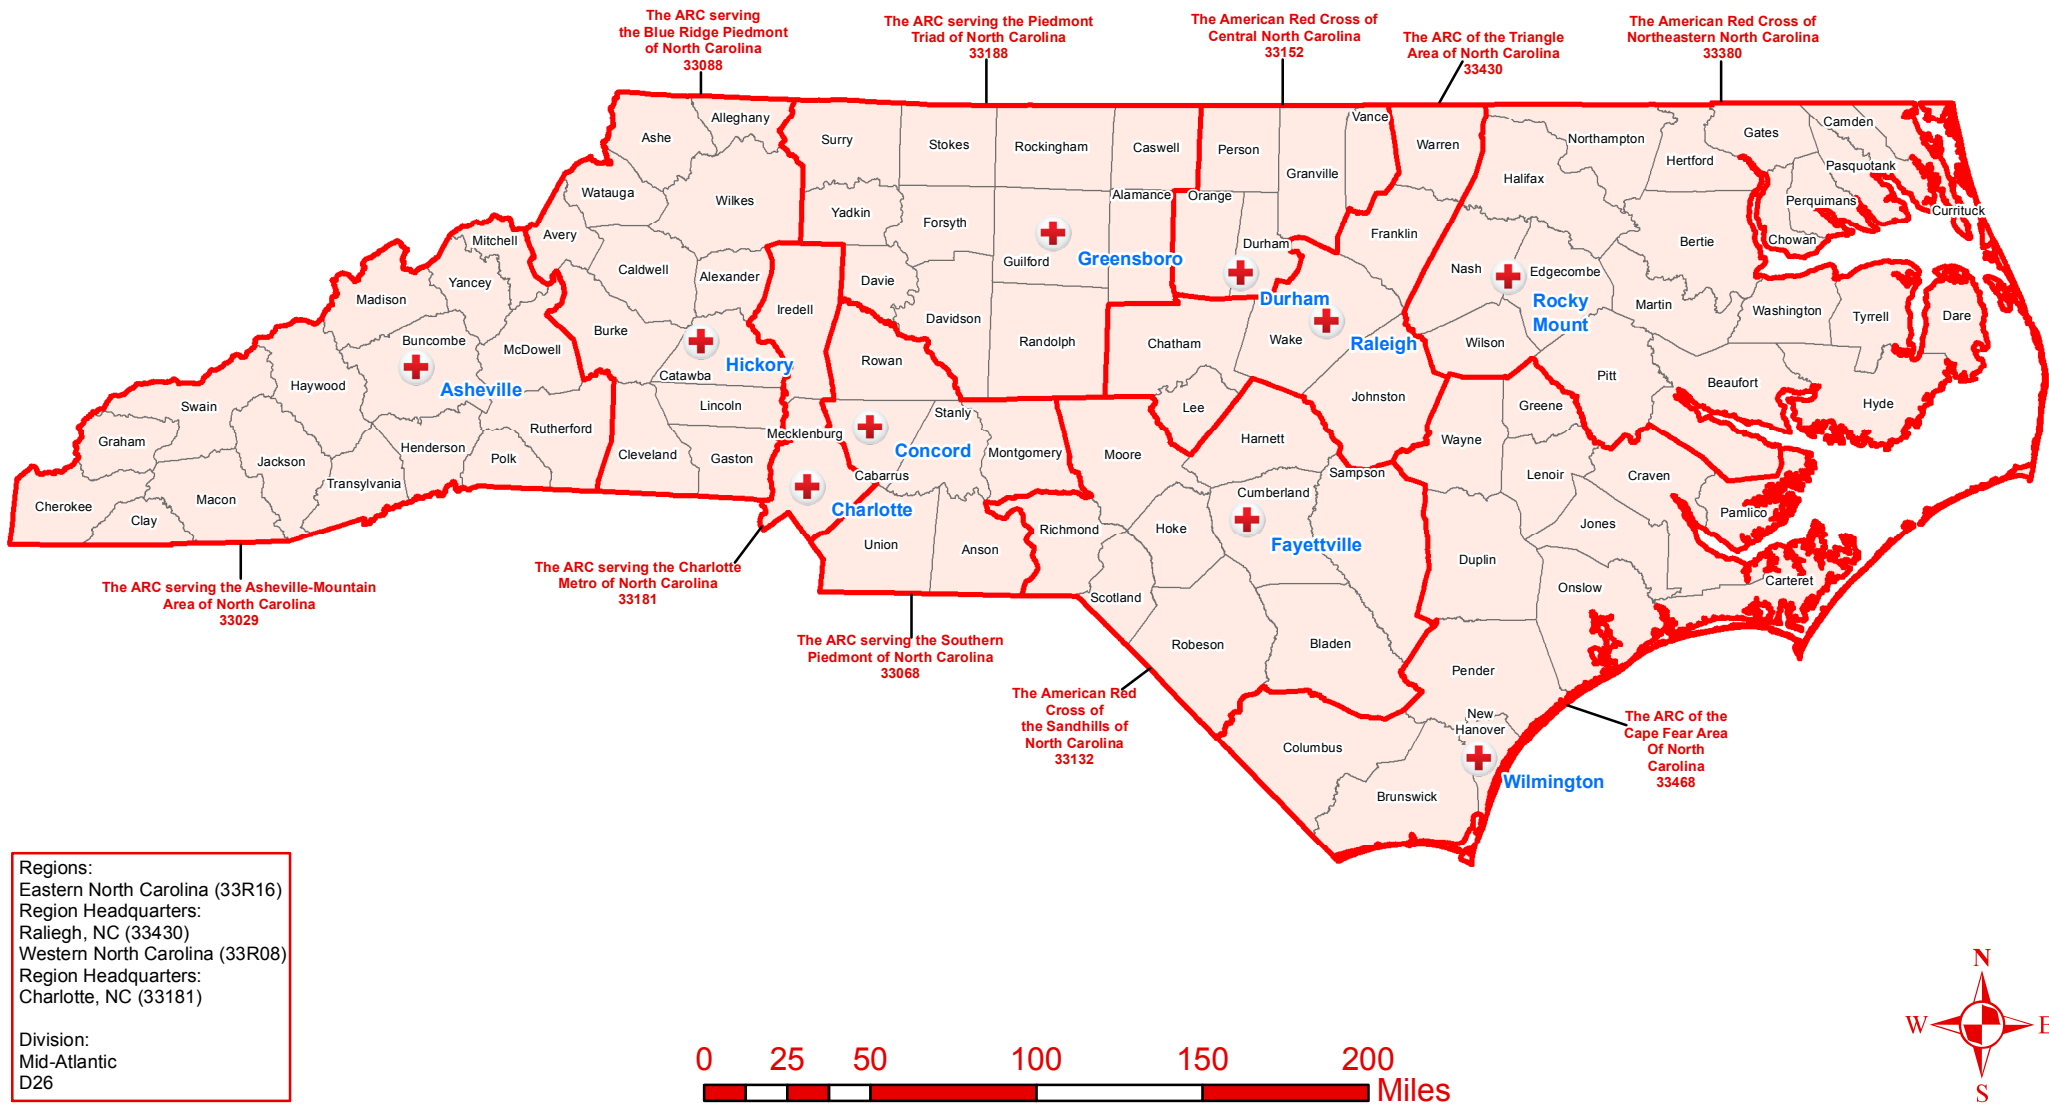 The ARC serving
the Blue Ridge Piedmont
of North Carolina
33088
The ARC serving the Piedmont
Triad of North Carolina
33188
The American Red Cross of
Central North Carolina
33152
The ARC of the Triangle
Area of North Carolina
33430
The American Red Cross of
Northeastern North Carolina
33380
Ashe
Alleghany
Surry
Stokes
Rockingham
Caswell
Person
Granville
Vance
Warren
Northampton
Hertford
Gates
Camden
Pasquotank
Perquimans
Currituck
Chowan
Halifax
Bertie
Watauga
Wilkes
Yadkin
Forsyth
Guilford
Greensboro
Alamance
Orange
Durham
Durham
Franklin
Nash
Edgecombe
Rocky
Mount
Martin
Washington
Tyrrell
Dare
Mitchell
Avery
Yancey
Madison
Caldwell
Alexander
Iredell
Davie
Davidson
Randolph
Chatham
Wake
Raleigh
Wilson
Pitt
Beaufort
Hyde
Buncombe
Asheville
McDowell
Burke
Catawba
Hickory
Rowan
Haywood
Swain
Graham
Cherokee
Clay
Macon
Jackson
Transylvania
Henderson
Polk
Rutherford
Cleveland
Lincoln
Gaston
Mecklenburg
Charlotte
Cabarrus
Concord
Stanly
Montgomery
Union
Anson
Richmond
Moore
Lee
Harnett
Johnston
Wayne
Greene
Lenoir
Craven
Pamlico
Jones
Carteret
Onslow
Duplin
Sampson
Cumberland
Fayettville
Hoke
Scotland
Robeson
Bladen
Pender
New
Hanover
Wilmington
Columbus
Brunswick
The ARC serving the Asheville-Mountain
Area of North Carolina
33029
The ARC serving the Charlotte
Metro of North Carolina
33181
The ARC serving the Southern
Piedmont of North Carolina
33068
The American Red
Cross of
the Sandhills of
North Carolina
33132
The ARC of the
Cape Fear Area
Of North
Carolina
33468
Regions:
Eastern North Carolina (33R16)
Region Headquarters:
Raliegh, NC (33430)
Western North Carolina (33R08)
Region Headquarters:
Charlotte, NC (33181)
Division:
Mid-Atlantic
D26
0 25 50 100 150 200
Miles
N
W E
S